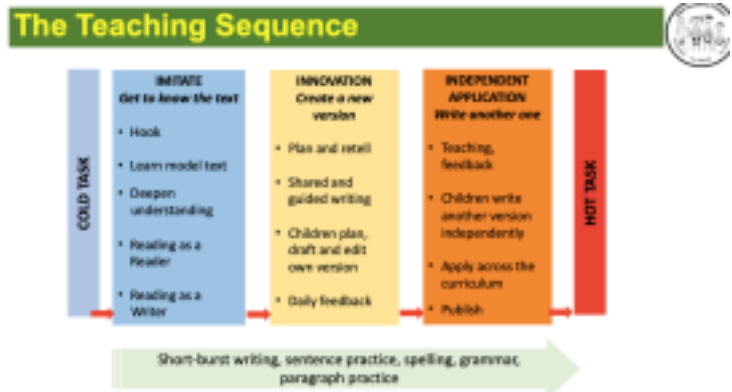 The Teaching Sequence
COLD TASK
IMITATE
Get to know the text
• Hook
• Learn model text
• Deepen
understanding
• Reading as a
Reader
• Reading as a
Writer
INNOVATION
Create a new
version
• Plan and retell
• Shared and
guided writing
• Children plan,
draft and edit
own version
• Daily feedback
INDEPENDENT
APPLICATION
Write another one
• Teaching,
feedback
• Children write
another version
independently
• Apply across the
curriculum
• Publish
HOT TASK
Short-burst writing, sentence practice, spelling, grammar,
paragraph practice